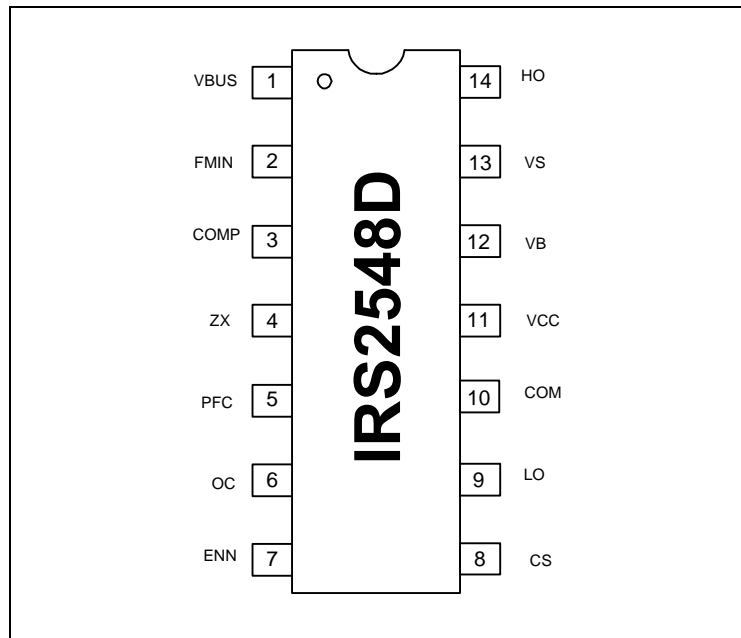 VBUS 1 14 HO
FMIN 2 13 VS
COMP 3 12 VB
ZX 4 11 VCC
PFC 5 10 COM
OC 6 9 LO
ENN 7 8 CS
IRS2548D